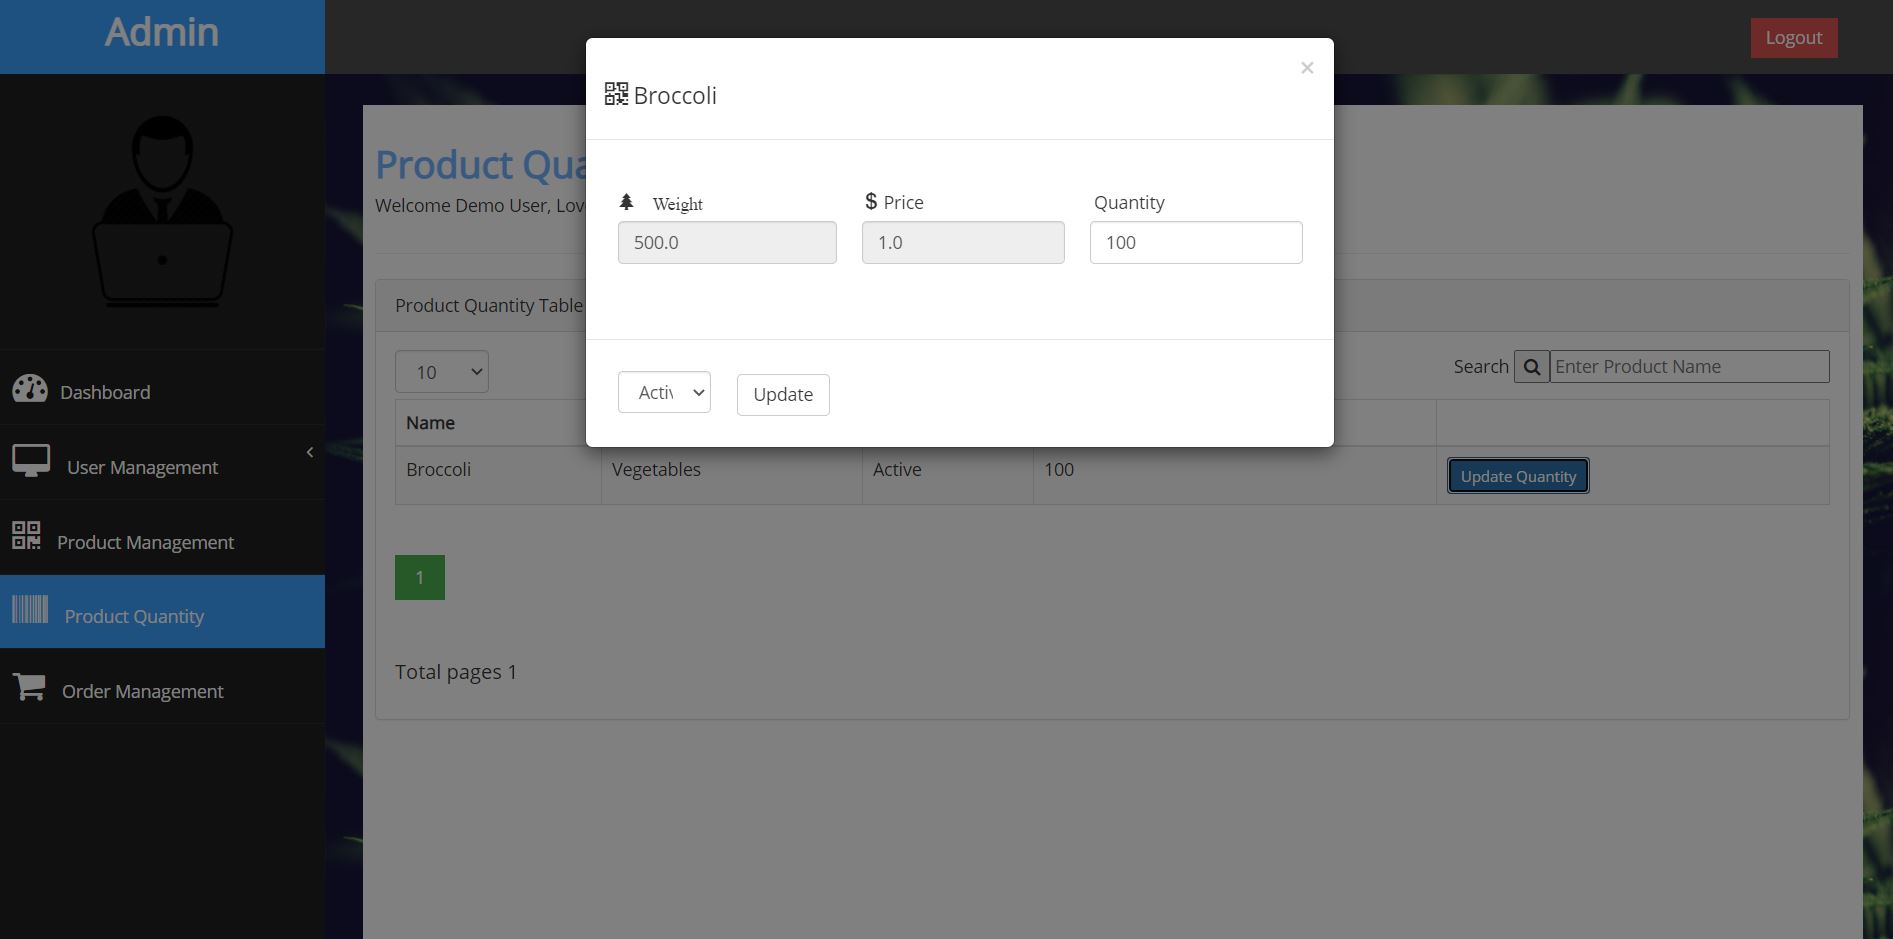 Admin
Logout
Broccoli
Product Qua
Welcome Demo User, Lov
Weight
$ Price
Quantity
500.0
1.0
100
Product Quantity Table
10
Search
Enter Product Name
Activ
Update
Name
Broccoli
Vegetables
Active
100
Update Quantity
1
Total pages 1
Dashboard
User Management
Product Management
Product Quantity
Order Management